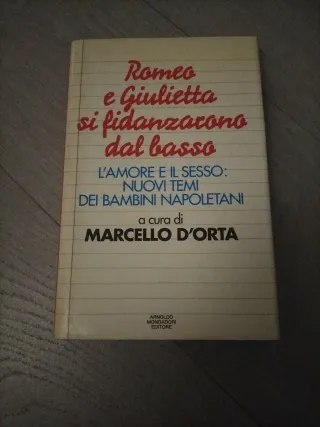 Romeo
e Giulietta
si fidanzarono
dal basso
L'AMORE E IL SESSO:
NUOVI TEMI
DEI BAMBINI NAPOLETANI
a cura di
MARCELLO D'ORTA
ARNOLDO
MONDADORI
EDITORE